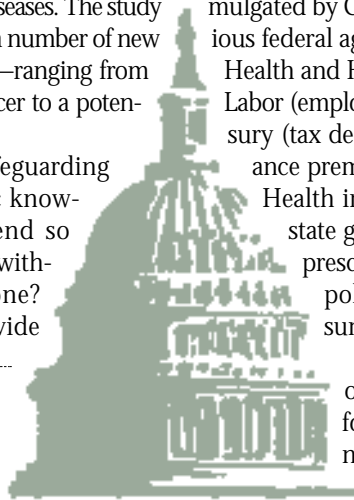 seases. The study
number of new
—ranging from
cer to a poten-
feguarding
know-
end so
with-
one?
vide
mulgated by C
ious federal ag
Health and H
Labor (emplo
sury (tax de
ance prem
Health in
state g
presc
pol
sur
o
fo
n